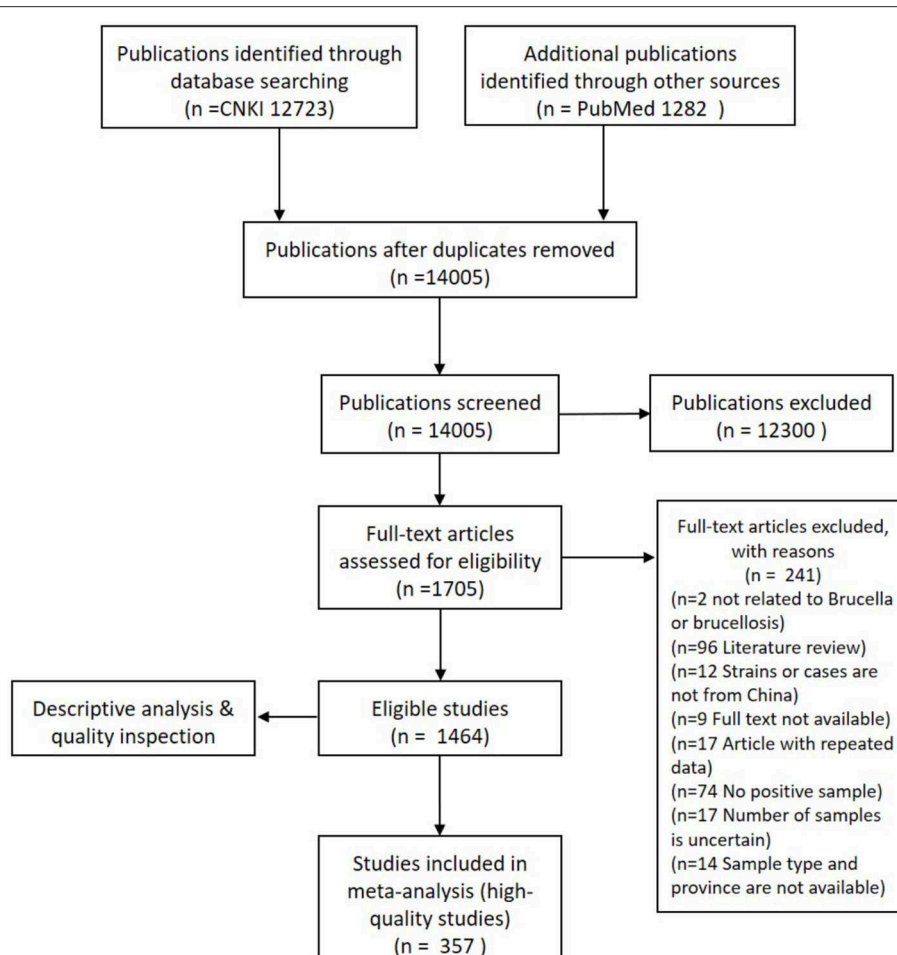 Publications identified through
database searching
(n =CNKI 12723)
Additional publications
identified through other sources
(n = PubMed 1282  )
Publications after duplicates removed
(n =14005)
Publications screened
(n = 14005)
Publications excluded
(n = 12300 )
Full-text articles
assessed for eligibility
(n =1705)
Full-text articles excluded,
with reasons
(n =  241)
(n=2 not related to Brucella
or brucellosis)
(n=96 Literature review)
(n=12 Strains or cases are
not from China)
(n=9 Full text not available)
(n=17 Article with repeated
data)
(n=74 No positive sample)
(n=17 Number of samples
is uncertain)
(n=14 Sample type and
province are not available)
Descriptive analysis &
quality inspection
Eligible studies
(n =  1464)
Studies included in
meta-analysis (high-
quality studies)
(n =  357 )